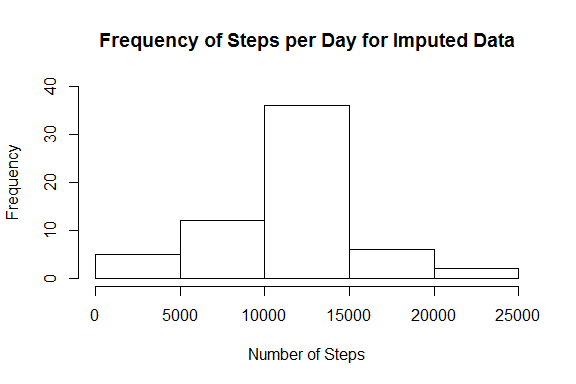 Frequency of Steps per Day for Imputed Data
Frequency
40
30
20
10
0
0 5000 10000 15000 20000 25000
Number of Steps